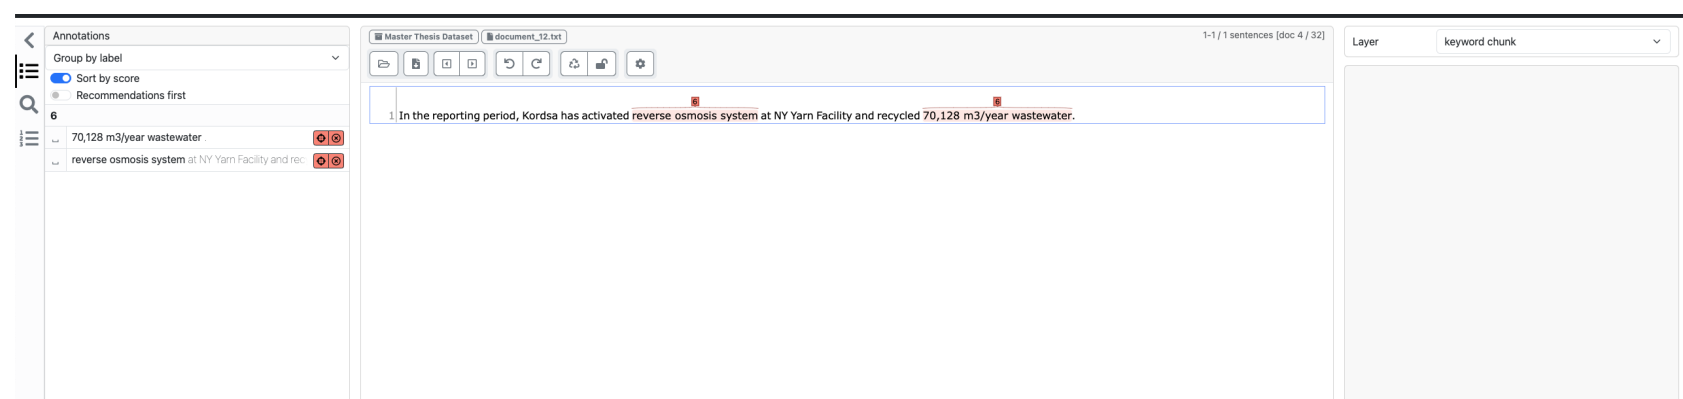 Annotations
Group by label
Sort by score
Recommendations first
6
70,128 m3/year wastewater .
reverse osmosis system at NY Yarn Facility and rec
Master Thesis Dataset document_12.txt 1-1 / 1 sentences [doc 4 / 32]
6 6
1 In the reporting period, Kordsa has activated reverse osmosis system at NY Yarn Facility and recycled 70,128 m3/year wastewater.
Layer keyword chunk